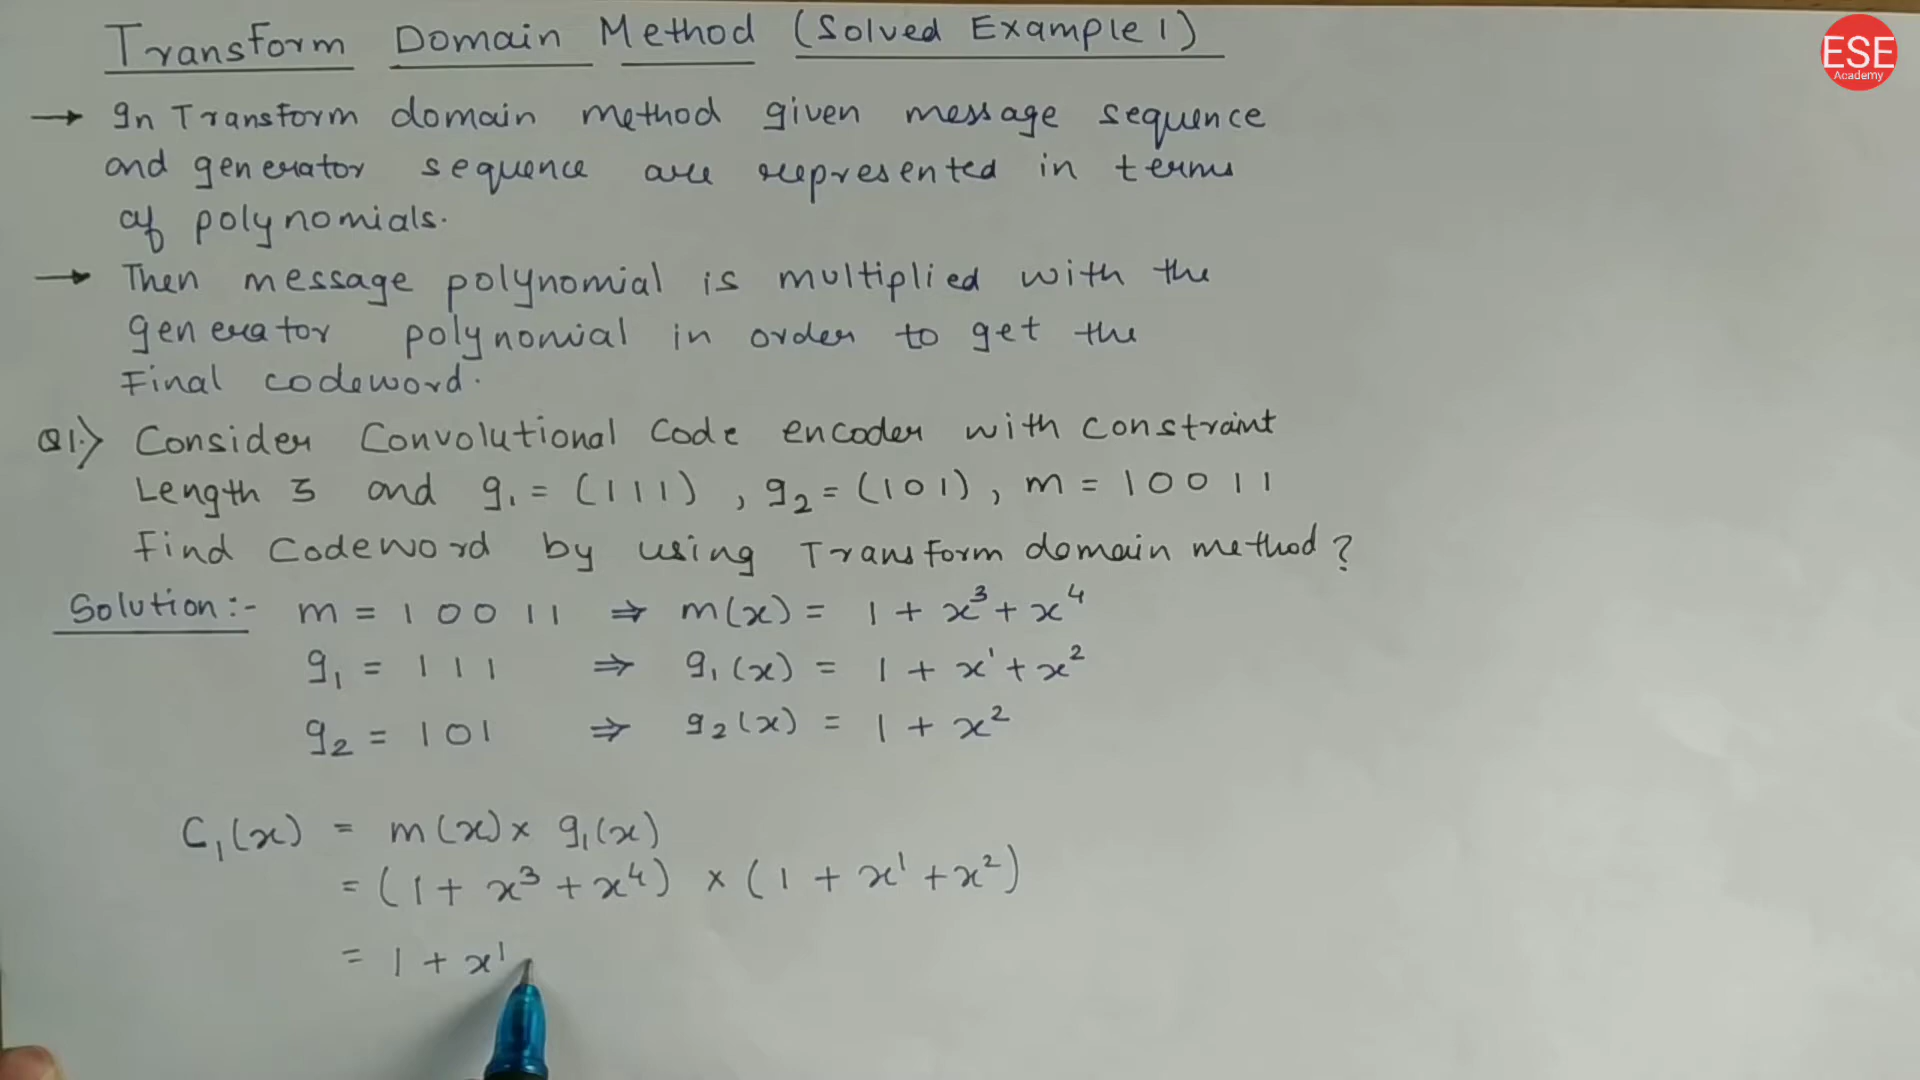 Transform Domain Method (Solved Example 1)
ESE
Academy
→ In Transform domain method given message sequence
and generator sequence are represented in terms
of polynomials.
→ Then message polynomial is multiplied with the
generator polynomial in order to get the
Final codeword.
Q1.) Consider Convolutional Code encoder with constraint
Length 3 and g₁ = (111), g₂ = (101), m = 10011
Find Codeword by using Transform domain method?
Solution:- m = 10011 ⇒ m(x) = 1 + x³ + x⁴
g₁ = 111 ⇒ g₁(x) = 1 + x¹ + x²
g₂ = 101 ⇒ g₂(x) = 1 + x²
C₁(x) = m(x) × g₁(x)
= (1 + x³ + x⁴) × (1 + x¹ + x²)
= 1 + x¹